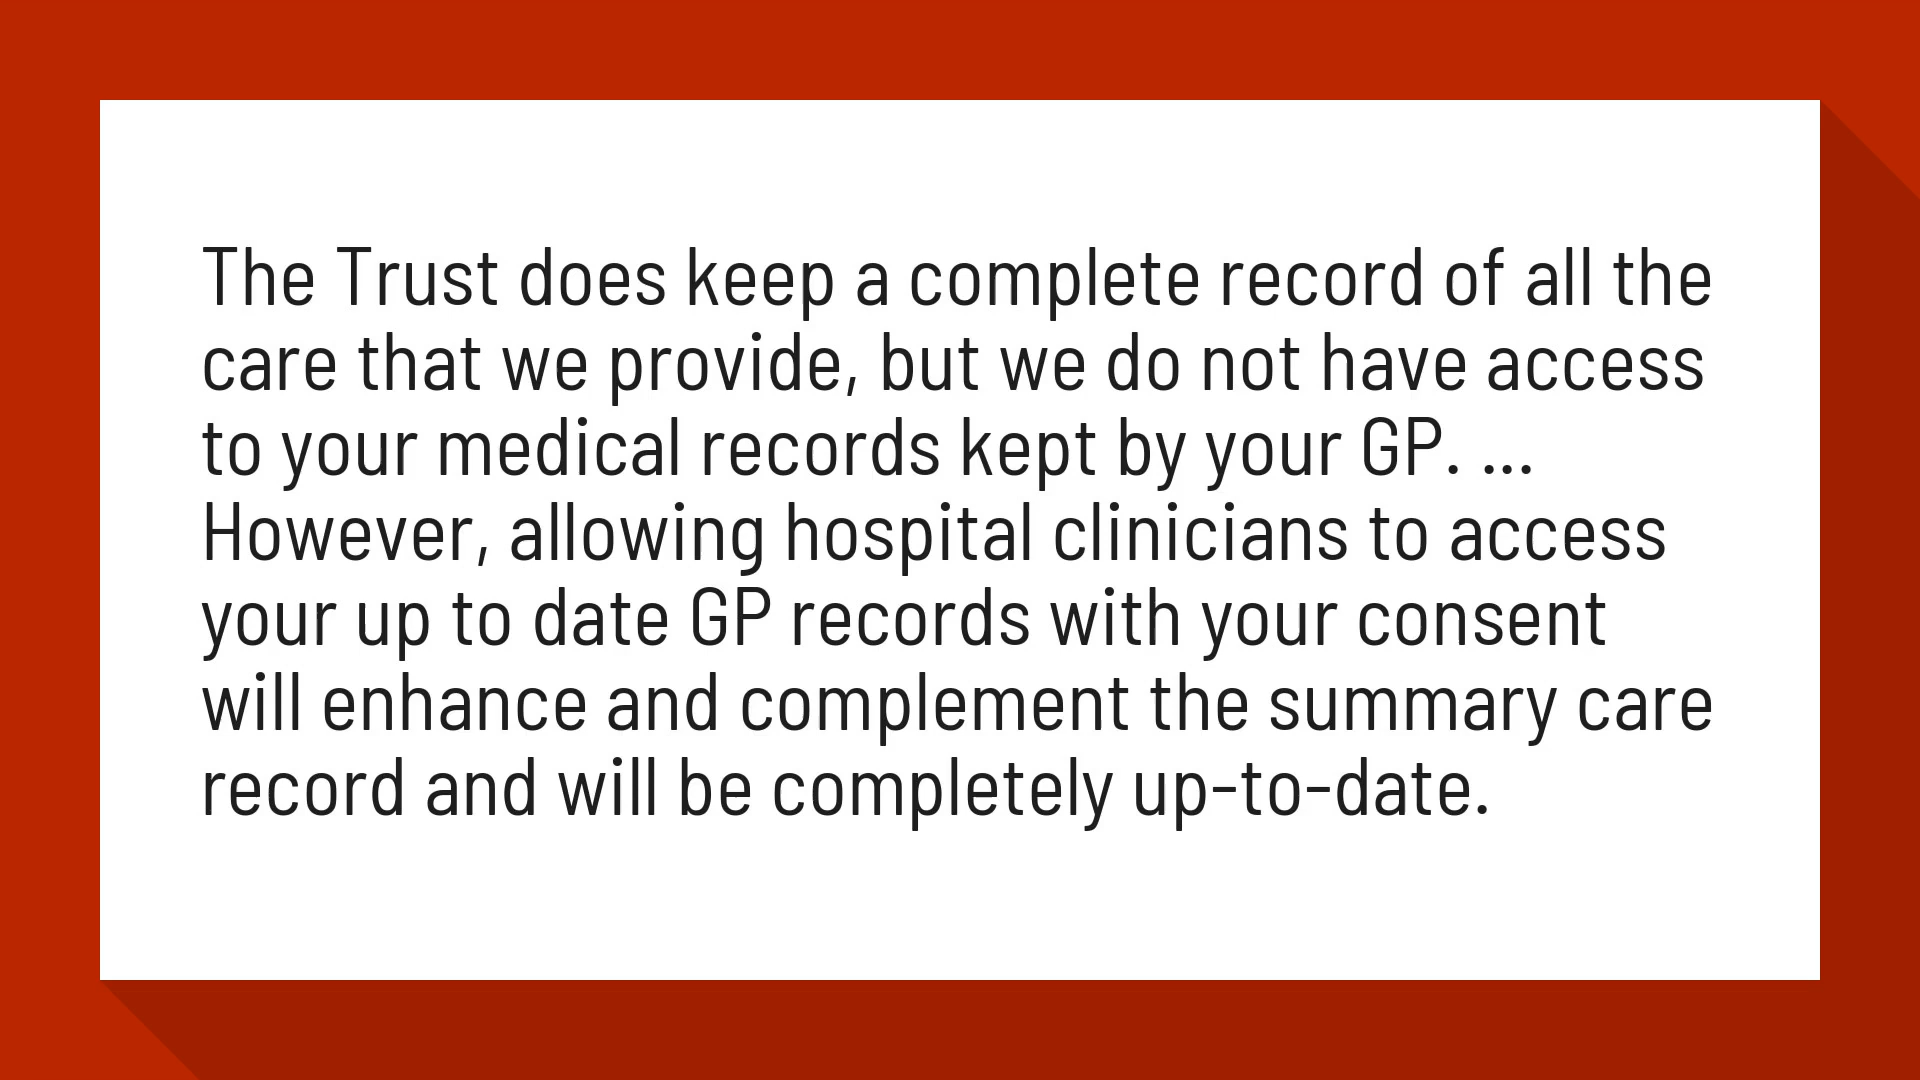 The Trust does keep a complete record of all the
care that we provide, but we do not have access
to your medical records kept by your GP. ...
However, allowing hospital clinicians to access
your up to date GP records with your consent
will enhance and complement the summary care
record and will be completely up-to-date.